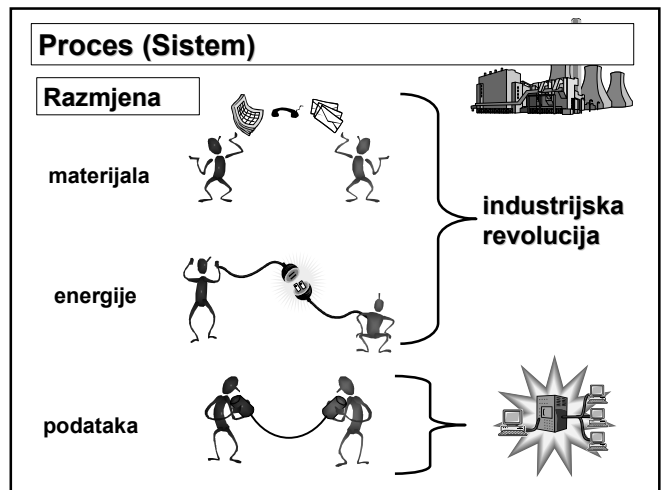 Proces (Sistem)
Razmjena
materijala
industrijska
revolucija
energije
podataka